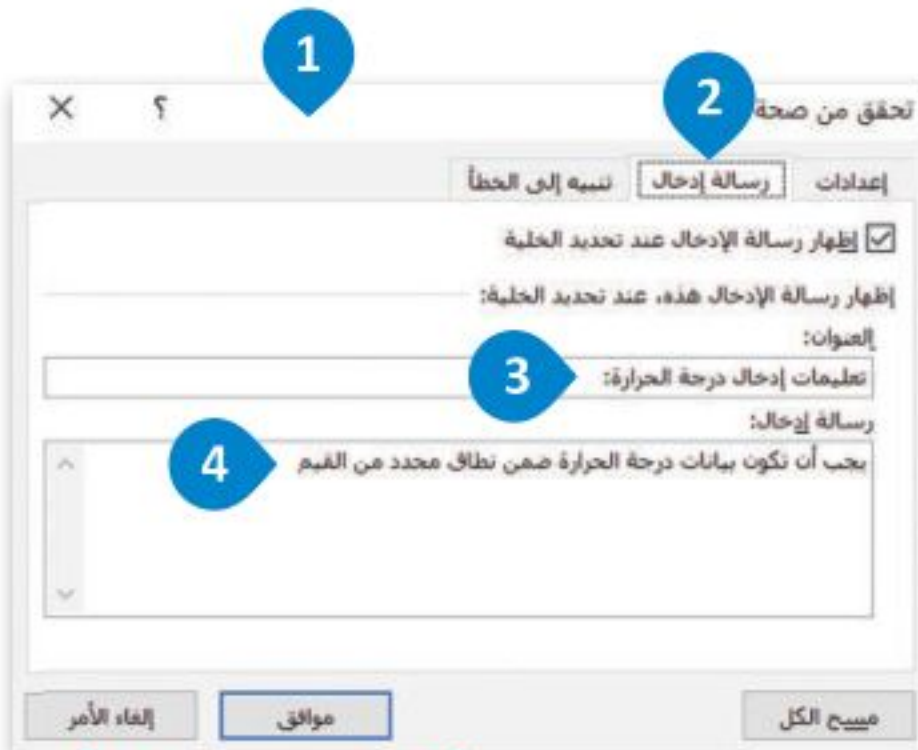 1
2
تحقق من صحة
؟
إعدادات
رسالة إدخال
تنبيه إلى الخطأ
إظهار رسالة الإدخال عند تحديد الخلية
إظهار رسالة الإدخال هذه، عند تحديد الخلية:
العنوان:
تعليمات إدخال درجة الحرارة:
3
رسالة إدخال:
يجب أن تكون بيانات درجة الحرارة ضمن نطاق محدد من القيم
4
مسح الكل
موافق
إلغاء الأمر